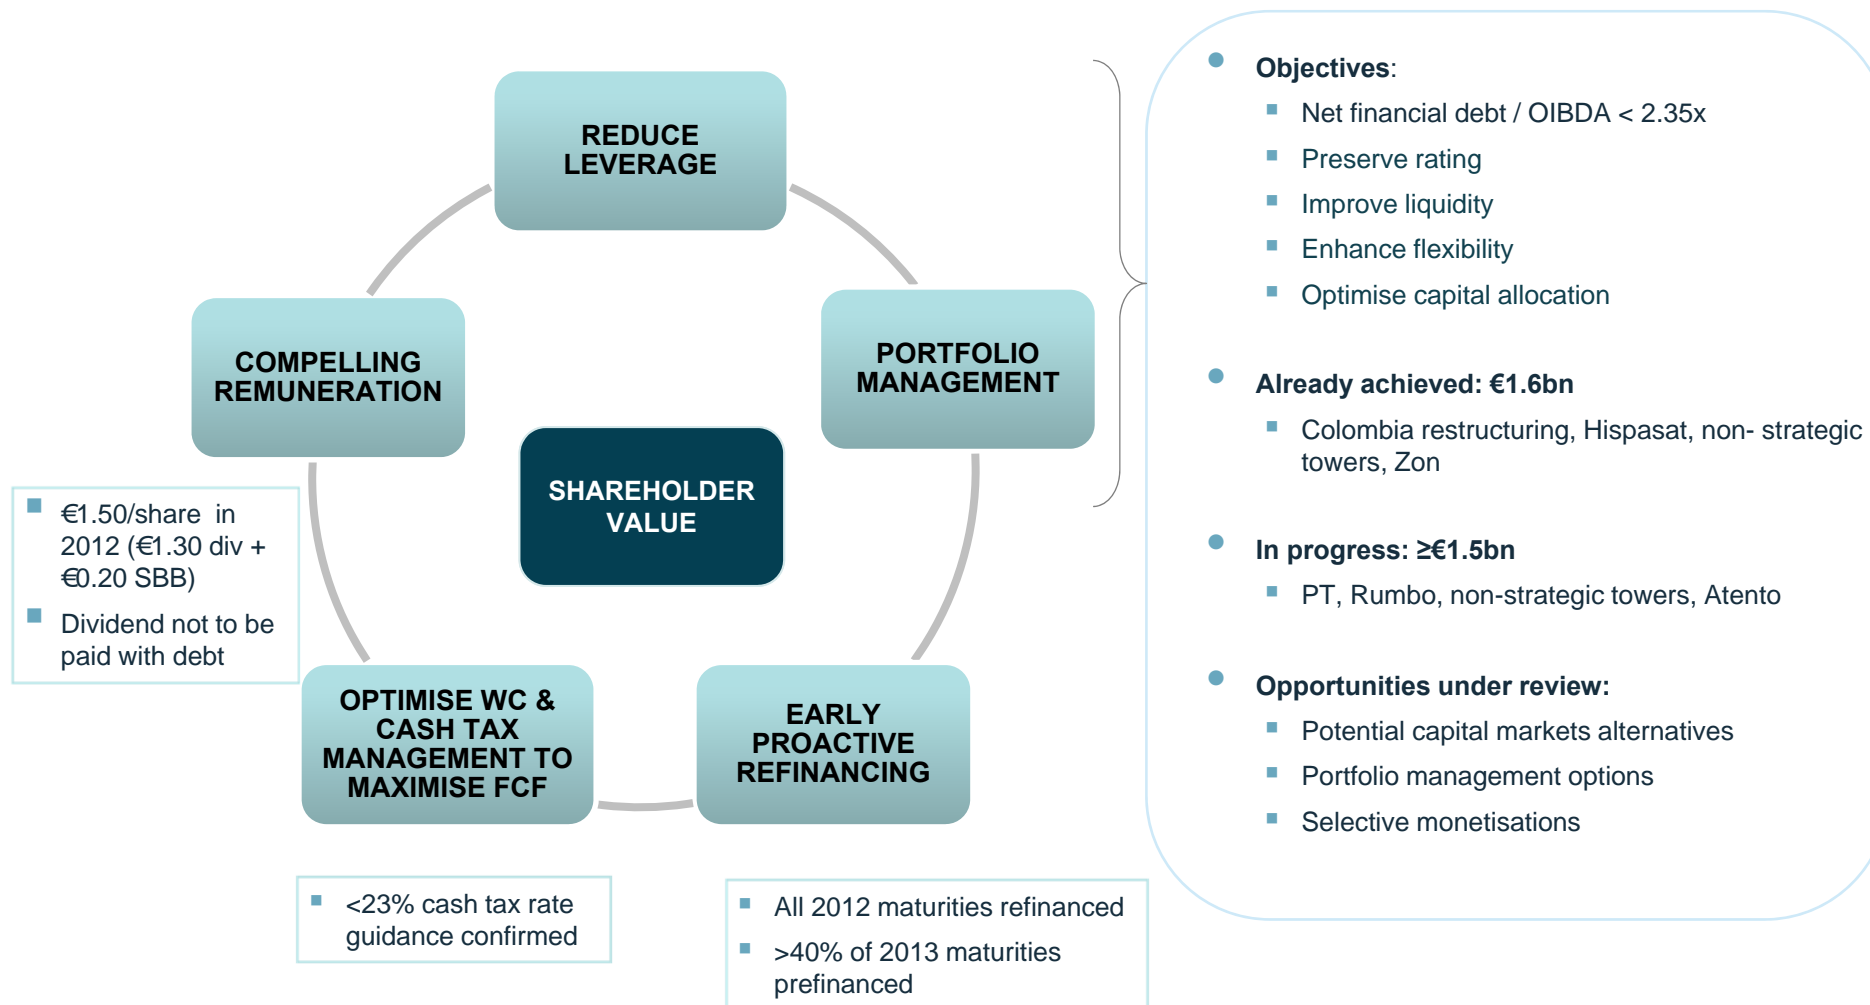 REDUCE
LEVERAGE
PORTFOLIO
MANAGEMENT
COMPELLING
REMUNERATION
SHAREHOLDER
VALUE
€1.50/share in
2012 (€1.30 div +
€0.20 SBB)
Dividend not to be
paid with debt
OPTIMISE WC &
CASH TAX
MANAGEMENT TO
MAXIMISE FCF
EARLY
PROACTIVE
REFINANCING
<23% cash tax rate
guidance confirmed
All 2012 maturities refinanced
>40% of 2013 maturities
prefinanced
Objectives:
Net financial debt / OIBDA < 2.35x
Preserve rating
Improve liquidity
Enhance flexibility
Optimise capital allocation
Already achieved: €1.6bn
Colombia restructuring, Hispasat, non- strategic
towers, Zon
In progress: ≥€1.5bn
PT, Rumbo, non-strategic towers, Atento
Opportunities under review:
Potential capital markets alternatives
Portfolio management options
Selective monetisations